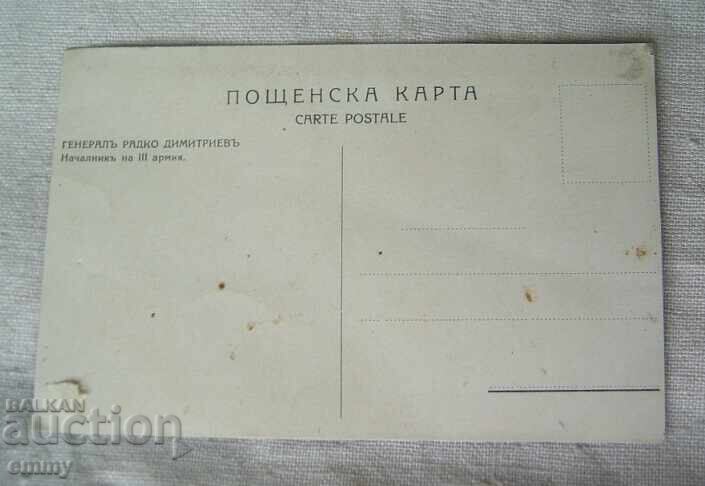 ПОЩЕНСКА КАРТА
CARTE POSTALE
ГЕНЕРАЛЪ РАДКО ДИМИТРИЕВЪ
Началникъ на III армия.
BALKAN
auction
emmy